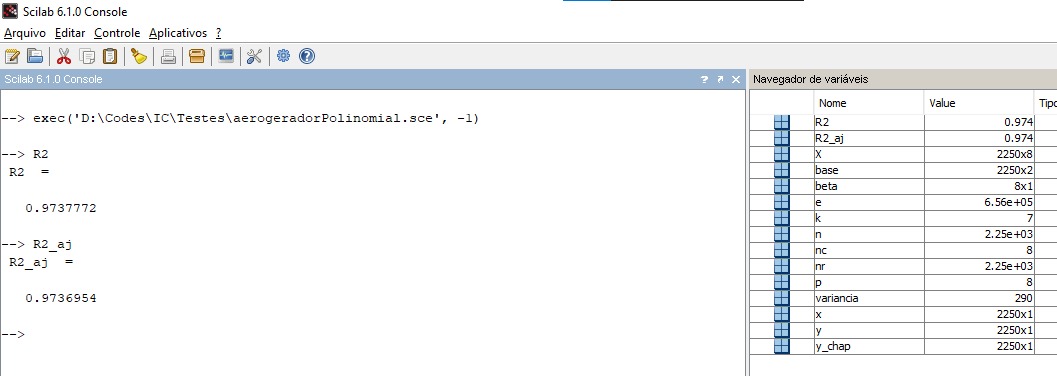 Scilab 6.1.0 Console
Arquivo Editar Controle Aplicativos ?
Scilab 6.1.0 Console
--> exec('D:\Codes\IC\Testes\aerogeradorPolinomial.sce', -1)
--> R2
R2  =
0.9737772
--> R2_aj
R2_aj  =
0.9736954
-->
Navegador de variáveis
Nome Value Tipo
R2 0.974
R2_aj 0.974
X 2250x8
base 2250x2
beta 8x1
e 6.56e+05
k 7
n 2.25e+03
nc 8
nr 2.25e+03
p 8
variancia 290
x 2250x1
y 2250x1
y_chap 2250x1